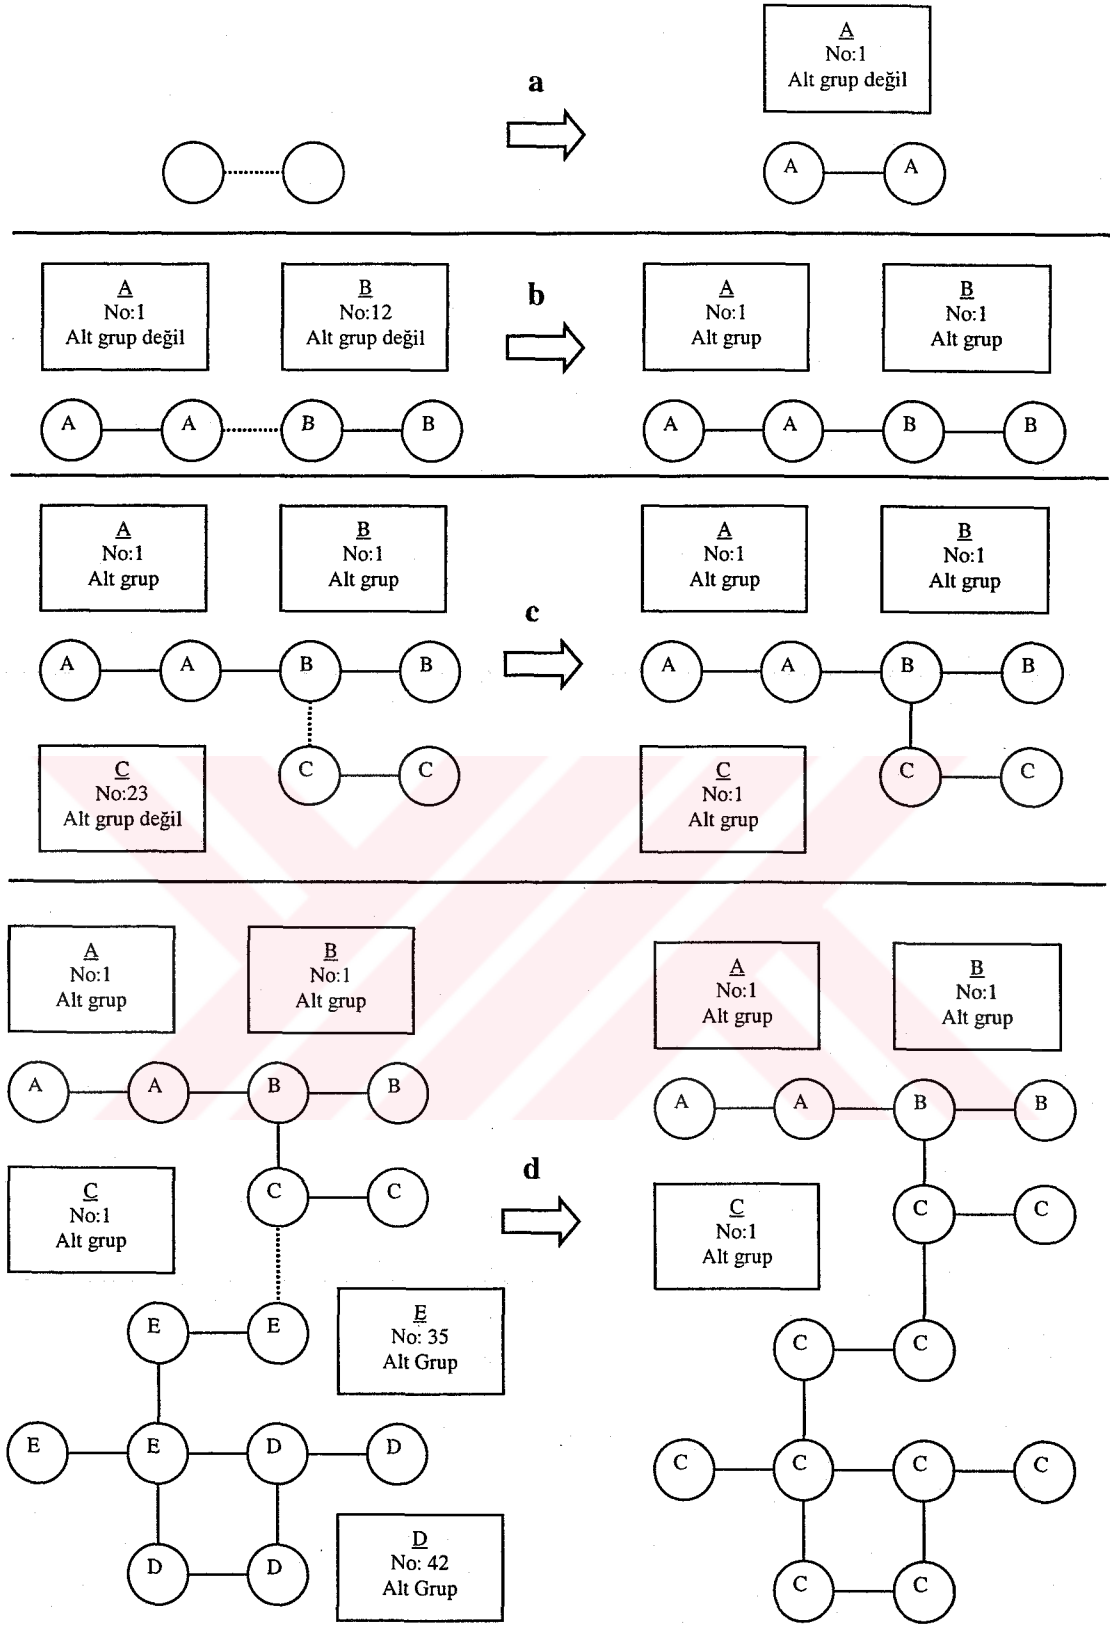 a
A
No:1
Alt grup değil
A A
A
No:1
Alt grup değil
B
No:12
Alt grup değil
b
A
No:1
Alt grup
B
No:1
Alt grup
A A B B
A A B B
A
No:1
Alt grup
B
No:1
Alt grup
c
A
No:1
Alt grup
B
No:1
Alt grup
A A B B
A A B B
C
No:23
Alt grup değil
C C
C
No:1
Alt grup
C C
A
No:1
Alt grup
B
No:1
Alt grup
A
No:1
Alt grup
B
No:1
Alt grup
A A B B
A A B B
C
No:1
Alt grup
C C
d
C
No:1
Alt grup
C C
E E
E
No: 35
Alt Grup
C C
E E D D
C C C C
D D
D
No: 42
Alt Grup
C C